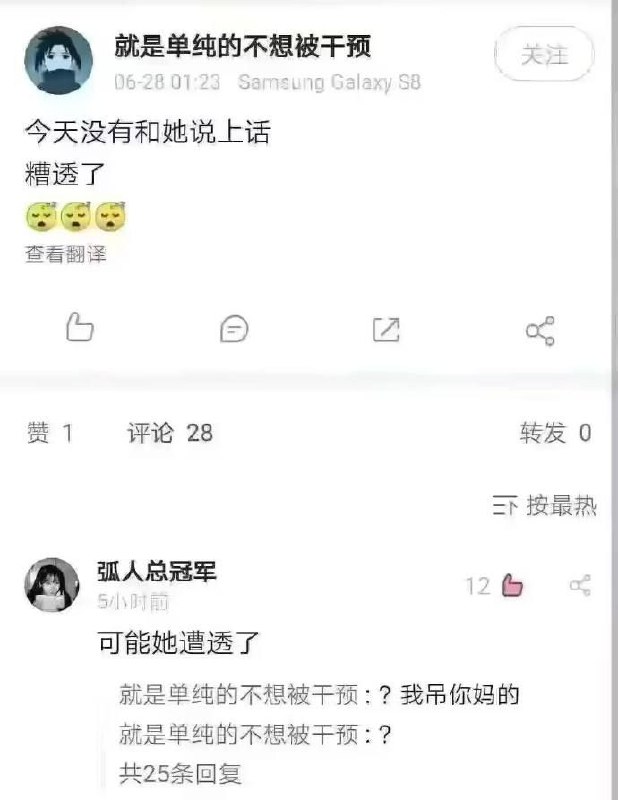 就是单纯的不想被干预
关注
06-28 01:23 Samsung Galaxy S8
今天没有和她说上话
糟透了
😴😴😴
查看翻译
赞 1 评论 28 转发 0
按最热
弧人总冠军
12
5小时前
可能她遭透了
就是单纯的不想被干预:? 我吊你妈的
就是单纯的不想被干预:?
共25条回复